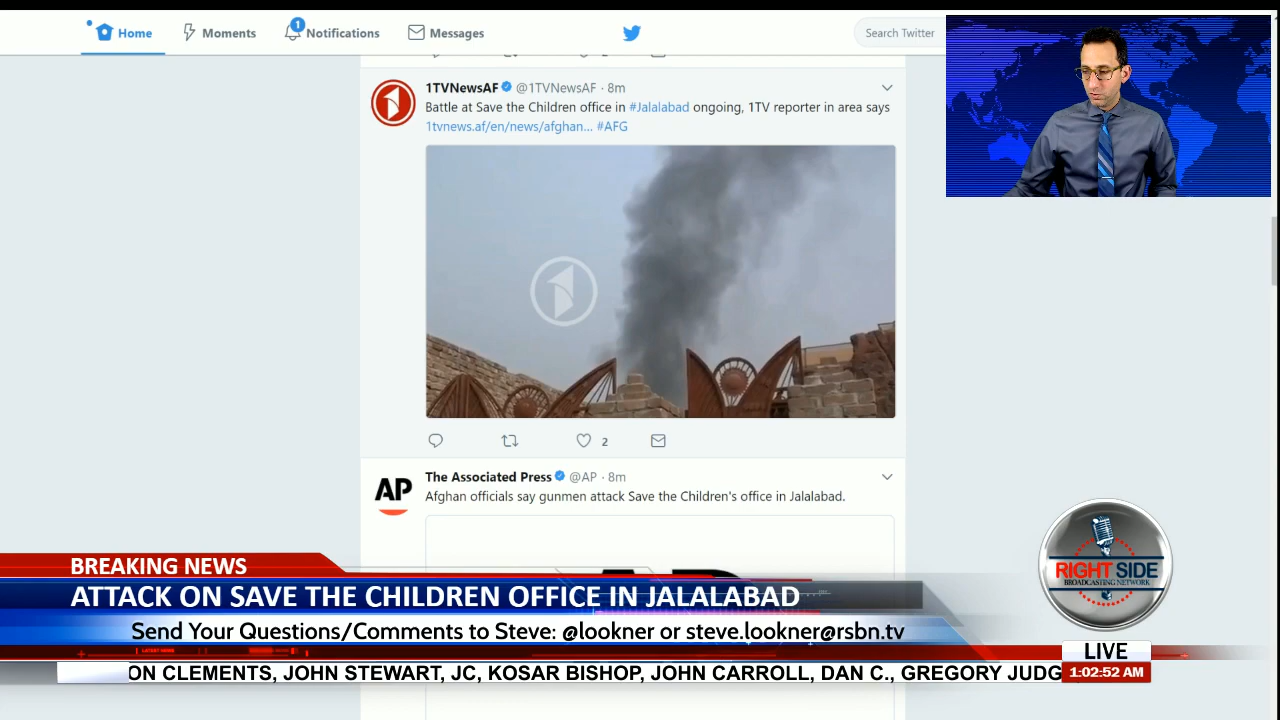 Home
Moments
1
Notifications
Messages
Search Twitter
1TVNewsAF @1TVNewsAF · 8m
Battle at Save the Children office in #Jalalabad ongoing, 1TV reporter in area says
1tvnews.af/en/news/afghan... #AFG
2
AP
The Associated Press @AP · 8m
Afghan officials say gunmen attack Save the Children's office in Jalalabad.
BREAKING NEWS
ATTACK ON SAVE THE CHILDREN OFFICE IN JALALABAD
Send Your Questions/Comments to Steve: @lookner or steve.lookner@rsbn.tv
LATEST NEWS
RIGHT SIDE
BROADCASTING NETWORK
LIVE
1:02:52 AM
ON CLEMENTS, JOHN STEWART, JC, KOSAR BISHOP, JOHN CARROLL, DAN C., GREGORY JUDG